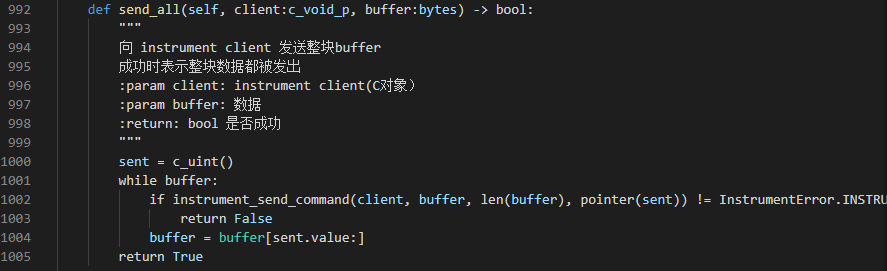 992 def send_all(self, client:c_void_p, buffer:bytes) -> bool:
993 """
994 向 instrument client 发送整块buffer
995 成功时表示整块数据都被发出
996 :param client: instrument client(C对象）
997 :param buffer: 数据
998 :return: bool 是否成功
999 """
1000 sent = c_uint()
1001 while buffer:
1002 if instrument_send_command(client, buffer, len(buffer), pointer(sent)) != InstrumentError.INSTRU
1003 return False
1004 buffer = buffer[sent.value:]
1005 return True